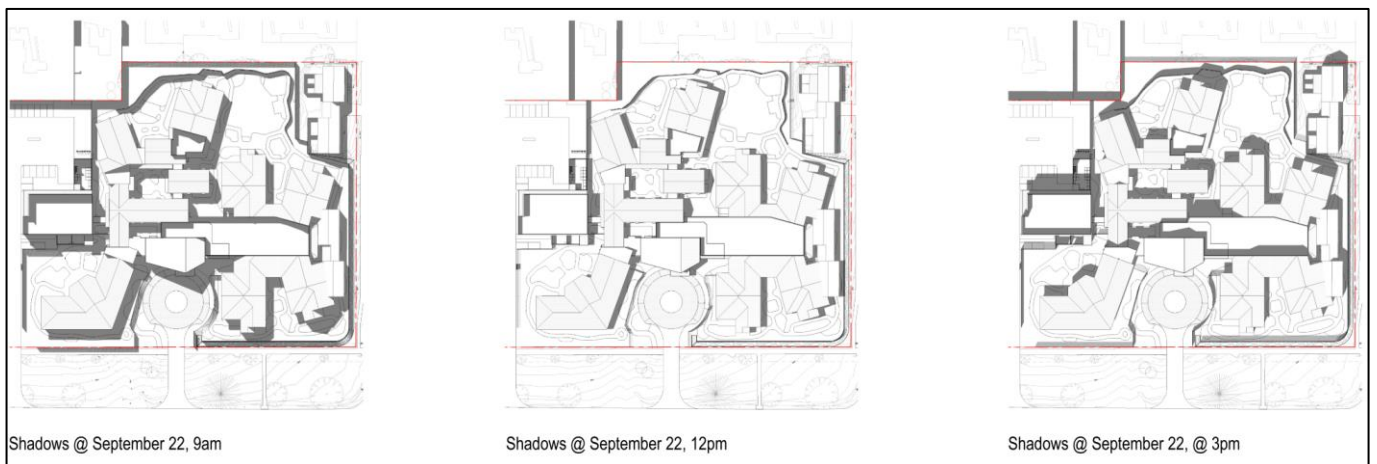 Shadows @ September 22, 9am
Shadows @ September 22, 12pm
Shadows @ September 22, @ 3pm